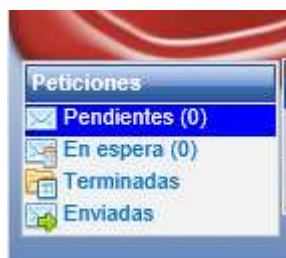 Peticiones
Pendientes (0)
En espera (0)
Terminadas
Enviadas